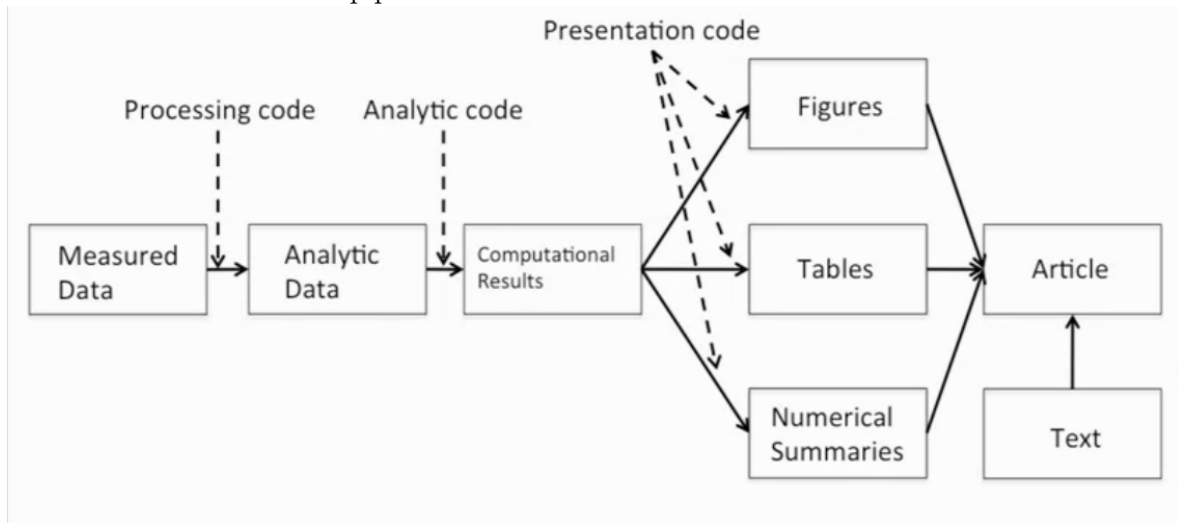 Presentation code
Processing code
Analytic code
Figures
Measured
Data
Analytic
Data
Computational
Results
Tables
Article
Numerical
Summaries
Text